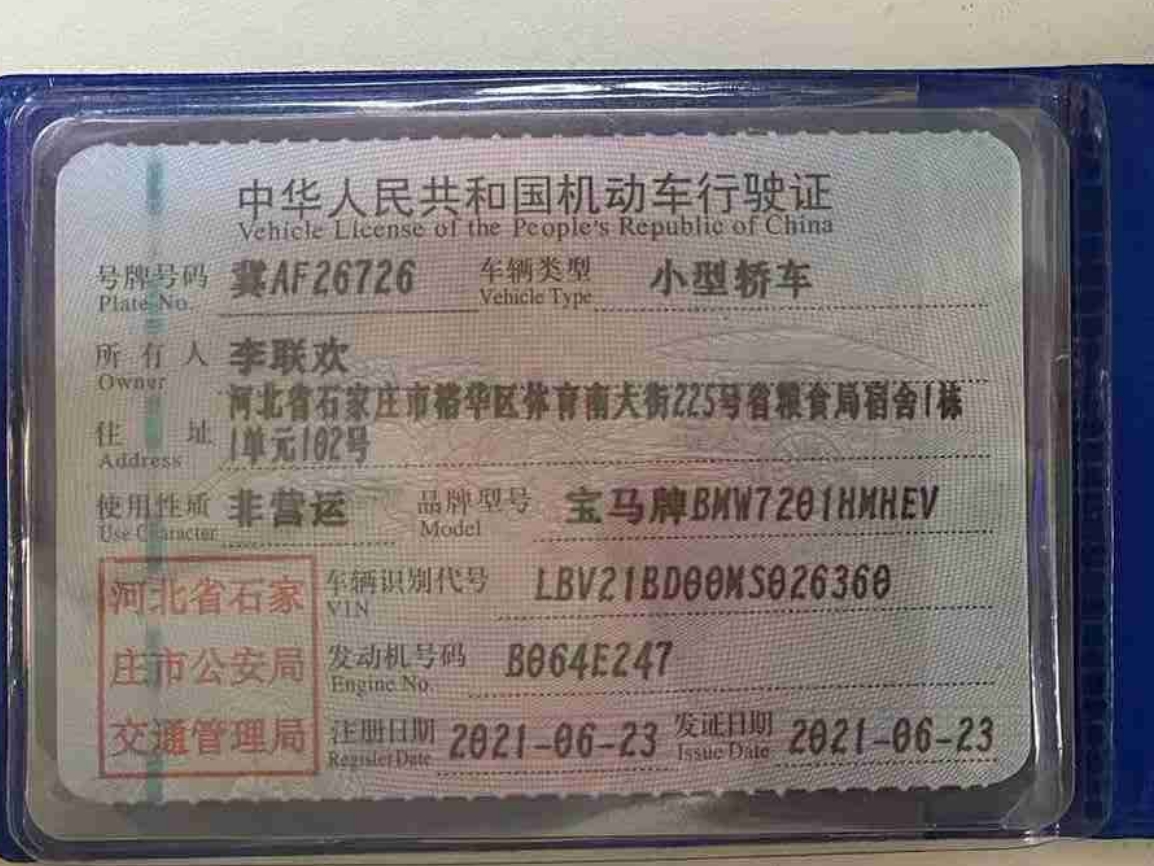 中华人民共和国机动车行驶证
Vehicle License of the People's Republic of China
号牌号码 冀AF26726 车辆类型 小型轿车
Plate No. Vehicle Type
所有人 李联欢
Owner
河北省石家庄市裕华区体育南大街225号省粮食局宿舍1栋
住址 1单元102号
Address
使用性质 非营运 品牌型号 宝马牌BMW7201HMHEV
Use Character Model
车辆识别代号 LBV21BD00MS026360
VIN
发动机号码 B064E247
Engine No.
注册日期 2021-06-23 发证日期 2021-06-23
Register Date Issue Date
河北省石家
庄市公安局
交通管理局